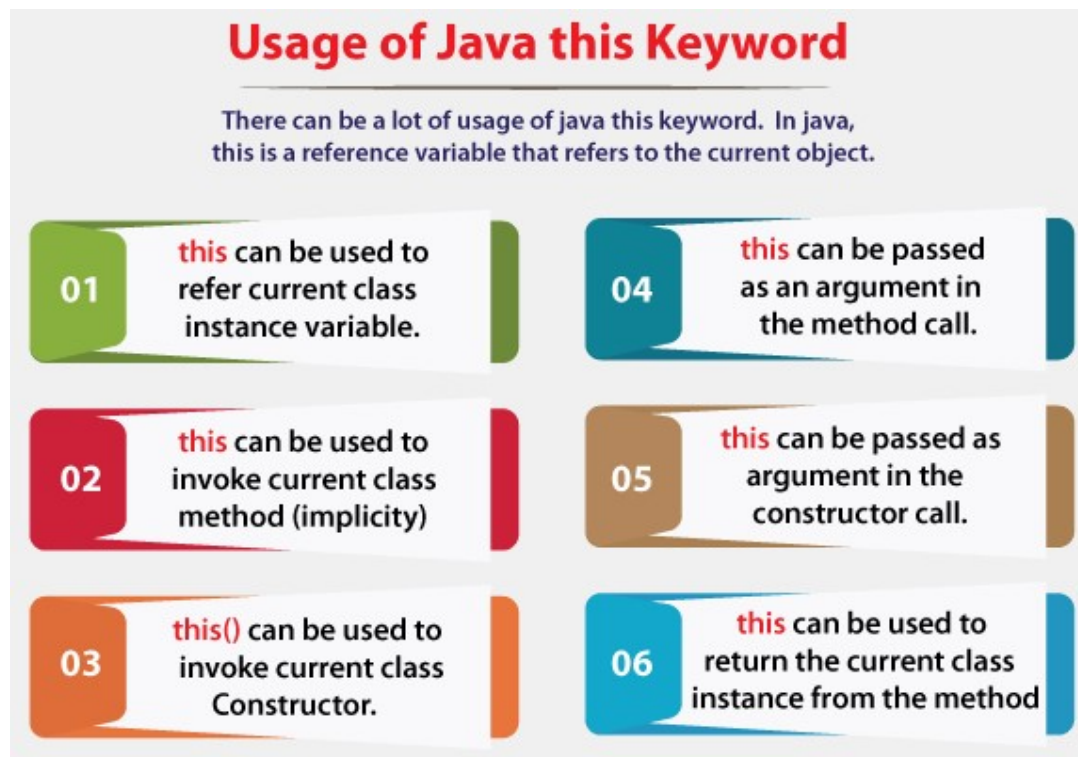 Usage of Java this Keyword
There can be a lot of usage of java this keyword. In java,
this is a reference variable that refers to the current object.
01
this can be used to
refer current class
instance variable.
02
this can be used to
invoke current class
method (implicity)
03
this() can be used to
invoke current class
Constructor.
04
this can be passed
as an argument in
the method call.
05
this can be passed as
argument in the
constructor call.
06
this can be used to
return the current class
instance from the method